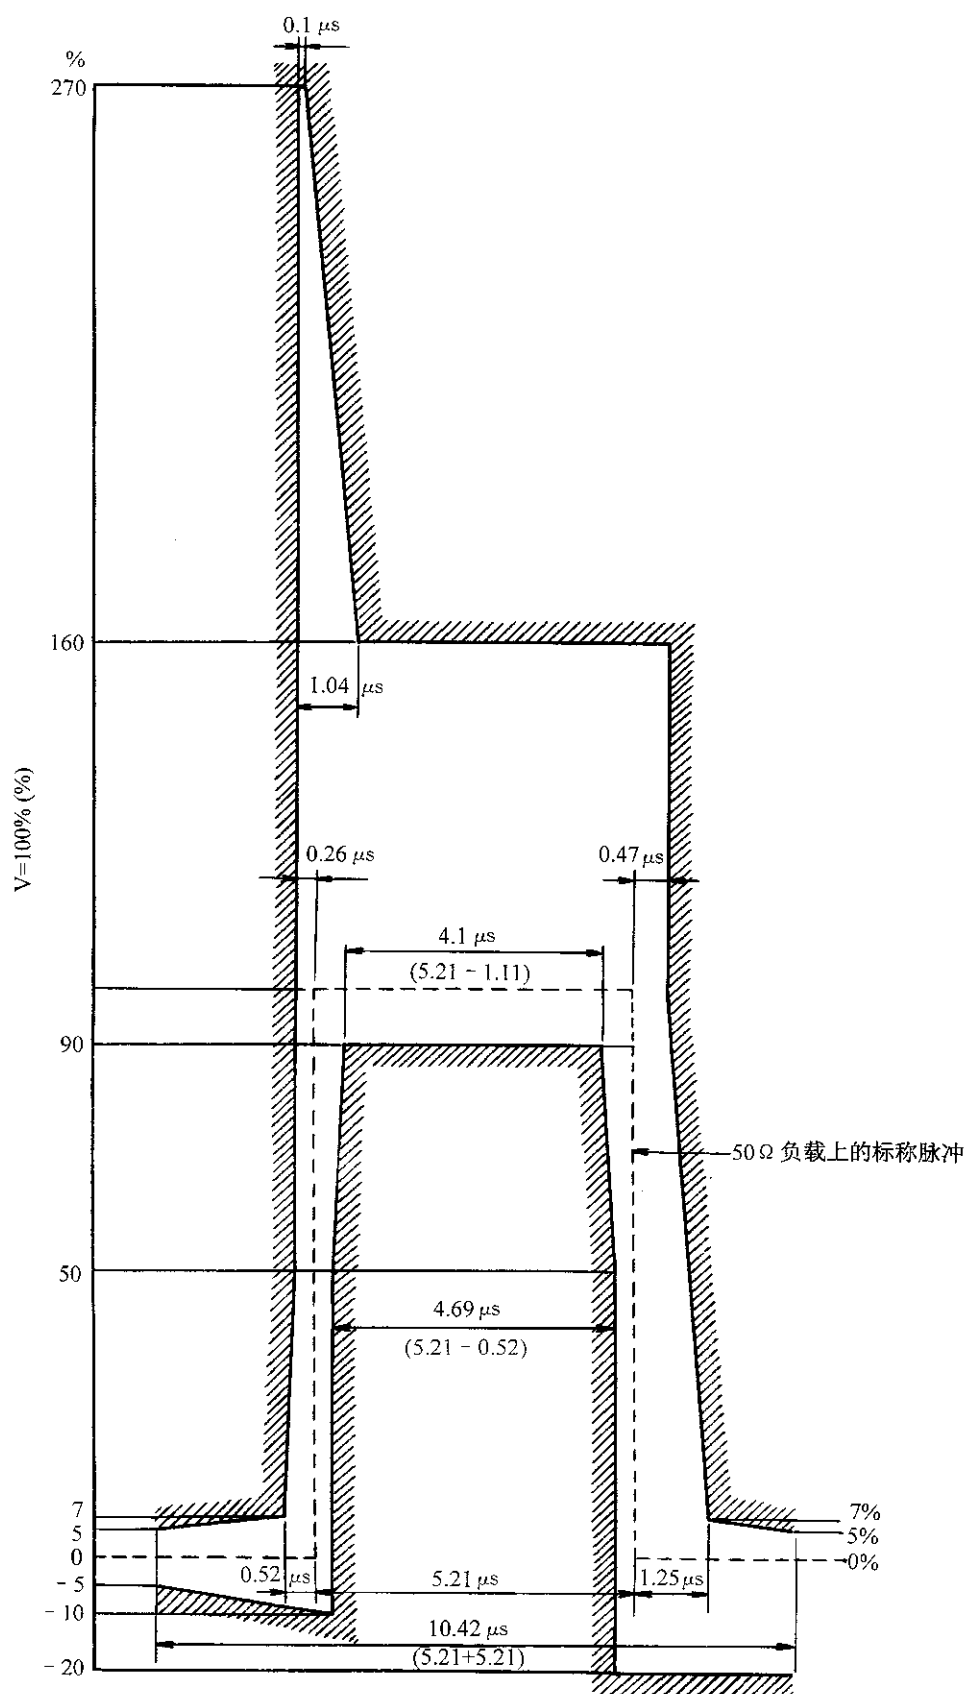 0.1 μs
%
270
160
1.04 μs
V=100% (%)
0.26 μs
0.47 μs
4.1 μs
(5.21 - 1.11)
90
50 Ω 负载上的标称脉冲
50
4.69 μs
(5.21 - 0.52)
7
7%
5
5%
0
0%
0.52 μs
5.21 μs
1.25 μs
- 5
- 10
10.42 μs
(5.21+5.21)
- 20